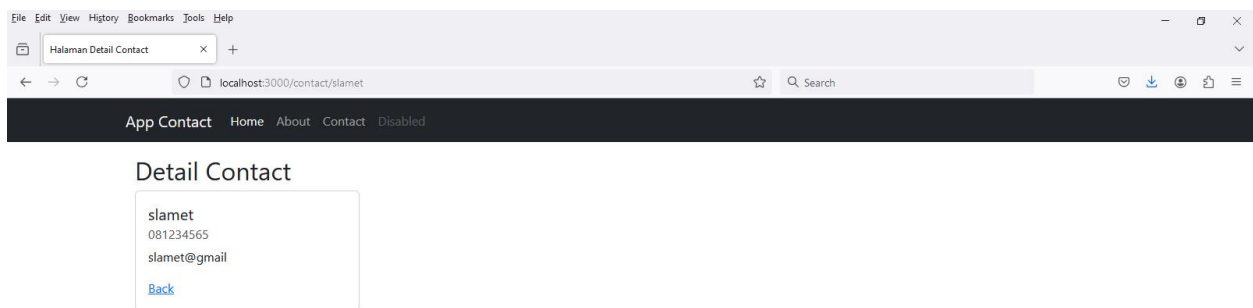 File Edit View History Bookmarks Tools Help
Halaman Detail Contact
localhost:3000/contact/slamet
Search
App Contact Home About Contact Disabled
Detail Contact
slamet
081234565
slamet@gmail
Back